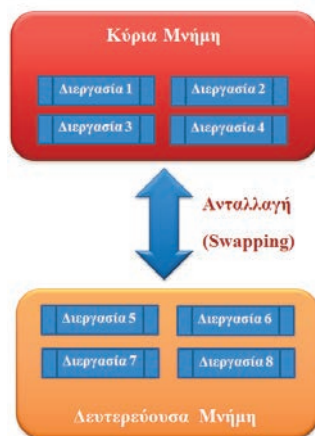 Κύρια Μνήμη
Διεργασία 1 Διεργασία 2
Διεργασία 3 Διεργασία 4
Ανταλλαγή
(Swapping)
Διεργασία 5 Διεργασία 6
Διεργασία 7 Διεργασία 8
Δευτερεύουσα Μνήμη